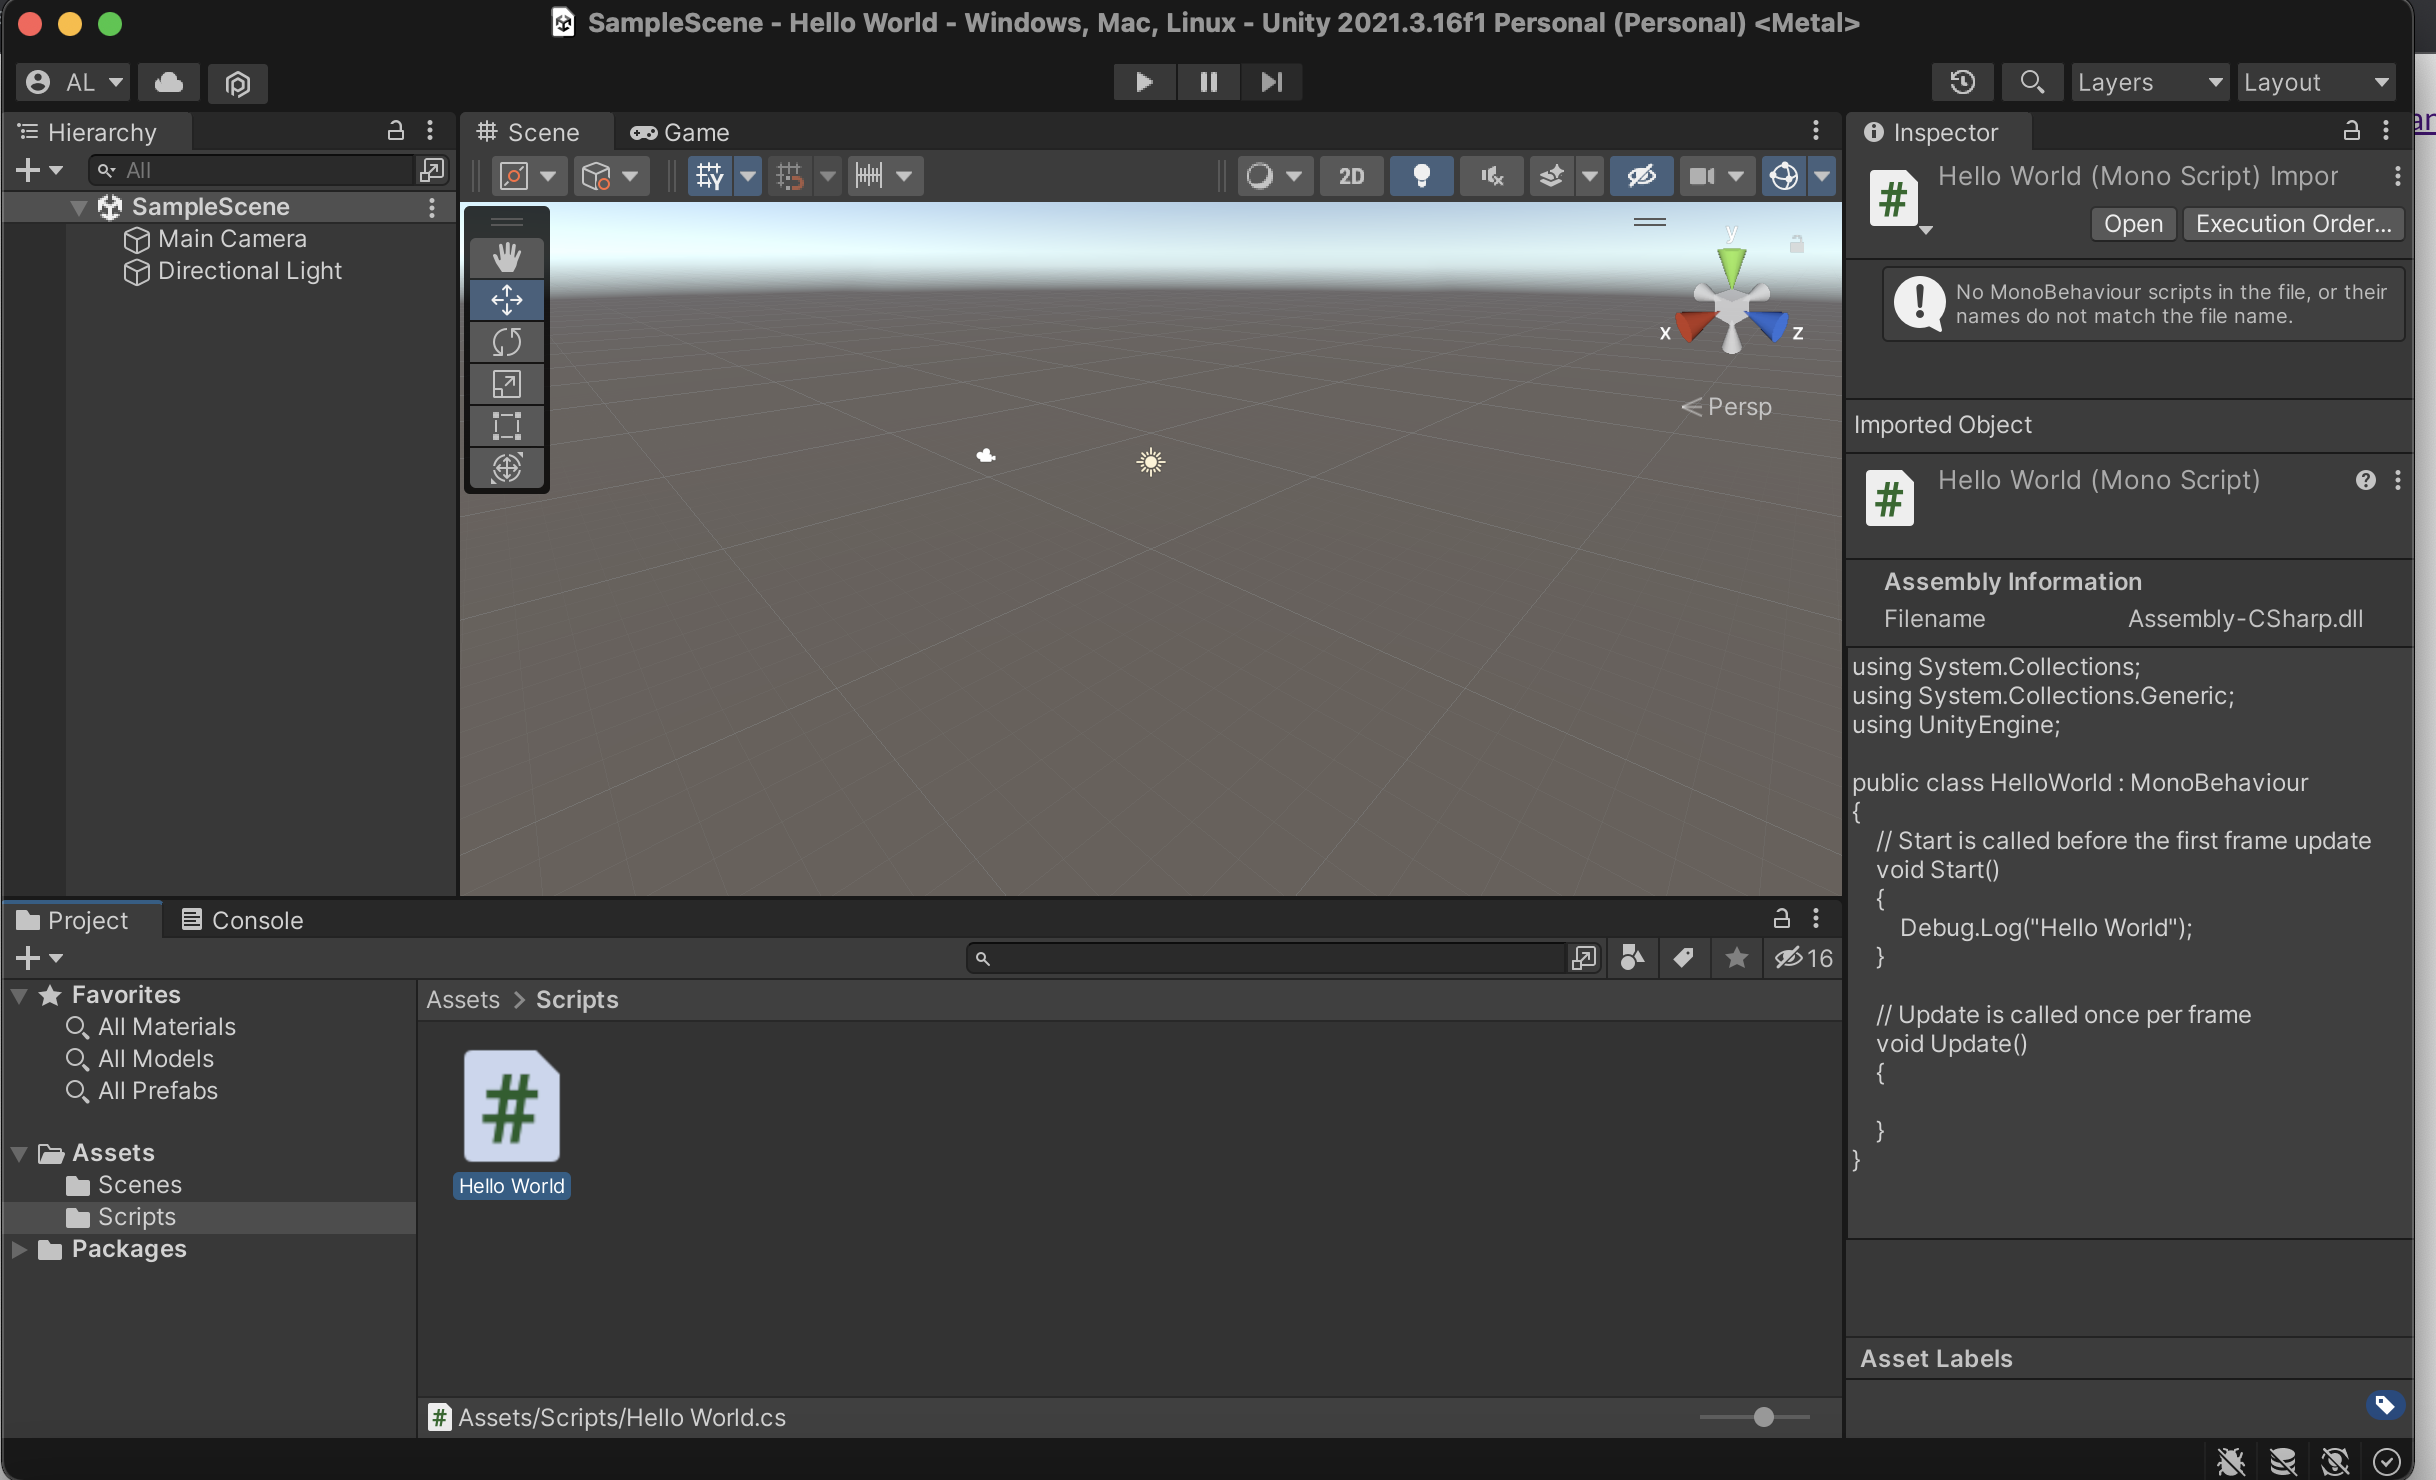 SampleScene - Hello World - Windows, Mac, Linux - Unity 2021.3.16f1 Personal (Personal) <Metal>
AL
Layers
Layout
Hierarchy
All
SampleScene
Main Camera
Directional Light
Scene
Game
2D
y
x
z
Persp
Inspector
Hello World (Mono Script) Impor
Open
Execution Order...
No MonoBehaviour scripts in the file, or their
names do not match the file name.
Imported Object
Hello World (Mono Script)
Assembly Information
Filename Assembly-CSharp.dll
using System.Collections;
using System.Collections.Generic;
using UnityEngine;
public class HelloWorld : MonoBehaviour
{
// Start is called before the first frame update
void Start()
{
Debug.Log("Hello World");
}
// Update is called once per frame
void Update()
{
}
}
Asset Labels
Project
Console
16
Favorites
All Materials
All Models
All Prefabs
Assets
Scenes
Scripts
Packages
Assets > Scripts
#
Hello World
Assets/Scripts/Hello World.cs